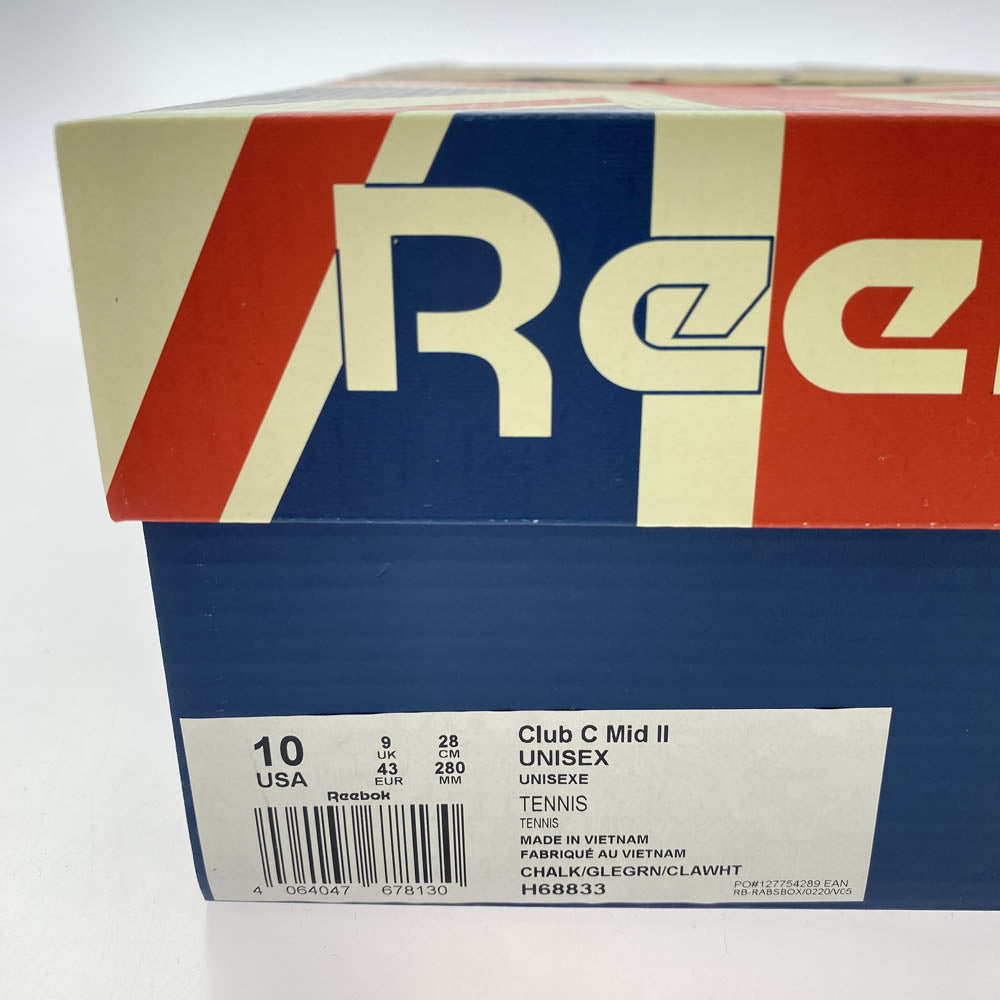 Ree
10
USA
9
UK
43
EUR
28
CM
280
MM
Reebok
4 064047 678130
Club C Mid II
UNISEX
UNISEXE
TENNIS
TENNIS
MADE IN VIETNAM
FABRIQUÉ AU VIETNAM
CHALK/GLEGRN/CLAWHT
H68833
PO#127754289 EAN
RB-RABSBOX/0220/V05